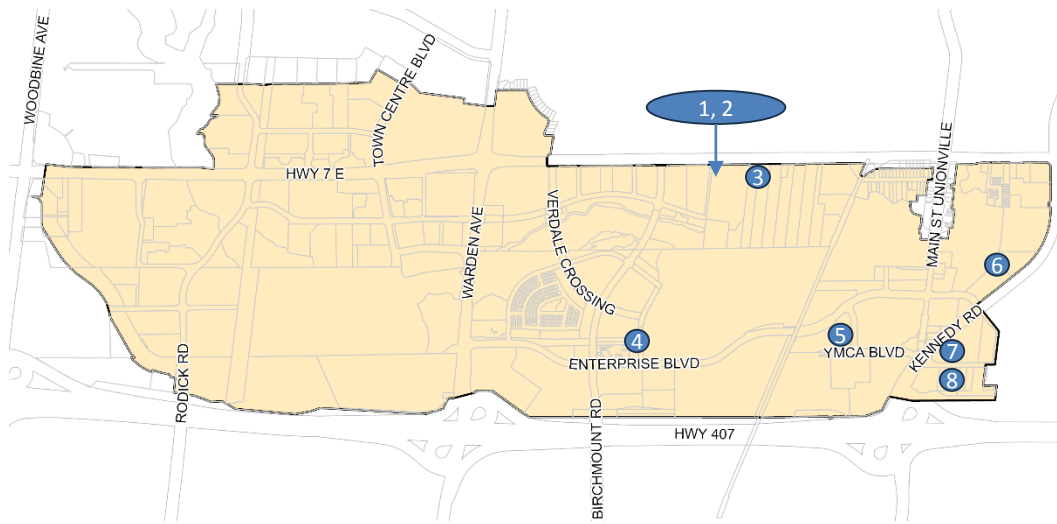 WOODBINE AVE
TOWN CENTRE BLVD
1, 2
MAIN ST UNIONVILLE
HWY 7 E
3
WARDEN AVE
VERDALE CROSSING
6
4
5
ENTERPRISE BLVD
YMCA BLVD
KENNEDY RD
7
8
RODICK RD
BIRCHMOUNT RD
HWY 407